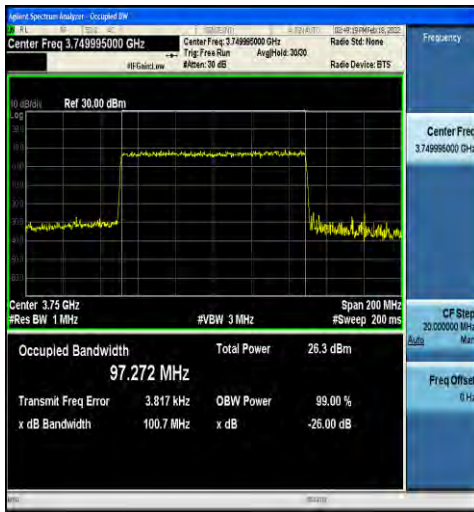 Agilent Spectrum Analyzer - Occupied BW
Center Freq 3.749995000 GHz
Center Freq: 3.749995000 GHz
Trig: Free Run Avg|Hold: 30/30
#IFGain:Low #Atten: 30 dB
Radio Std: None
Radio Device: BTS
Frequency
10 dB/div Ref 30.00 dBm
Log
Center Freq
3.749995000 GHz
Center 3.75 GHz Span 200 MHz
#Res BW 1 MHz #VBW 3 MHz #Sweep 200 ms
CF Step
20.000000 MHz
Auto Man
Occupied Bandwidth Total Power 26.3 dBm
97.272 MHz
Transmit Freq Error 3.817 kHz OBW Power 99.00 %
x dB Bandwidth 100.7 MHz x dB -26.00 dB
Freq Offset
0 Hz